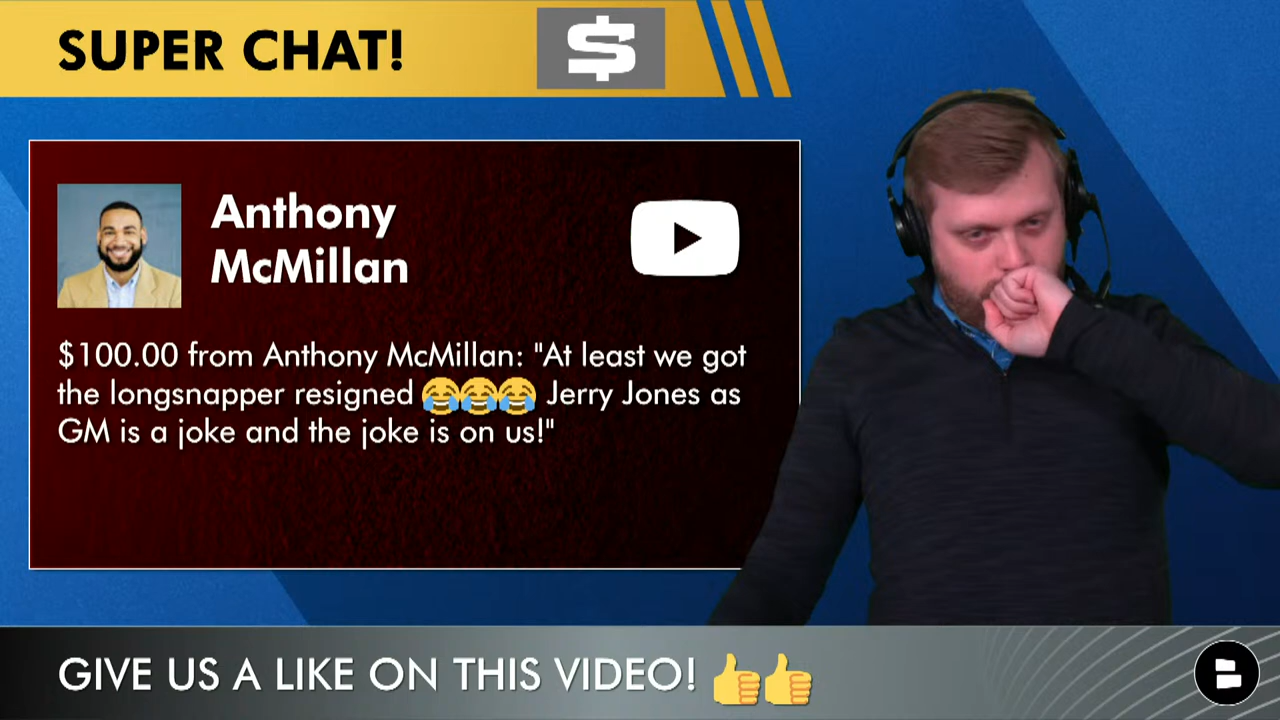 SUPER CHAT!
Anthony
McMillan
$100.00 from Anthony McMillan: "At least we got
the longsnapper resigned 😂😂😂 Jerry Jones as
GM is a joke and the joke is on us!"
GIVE US A LIKE ON THIS VIDEO! 👍👍